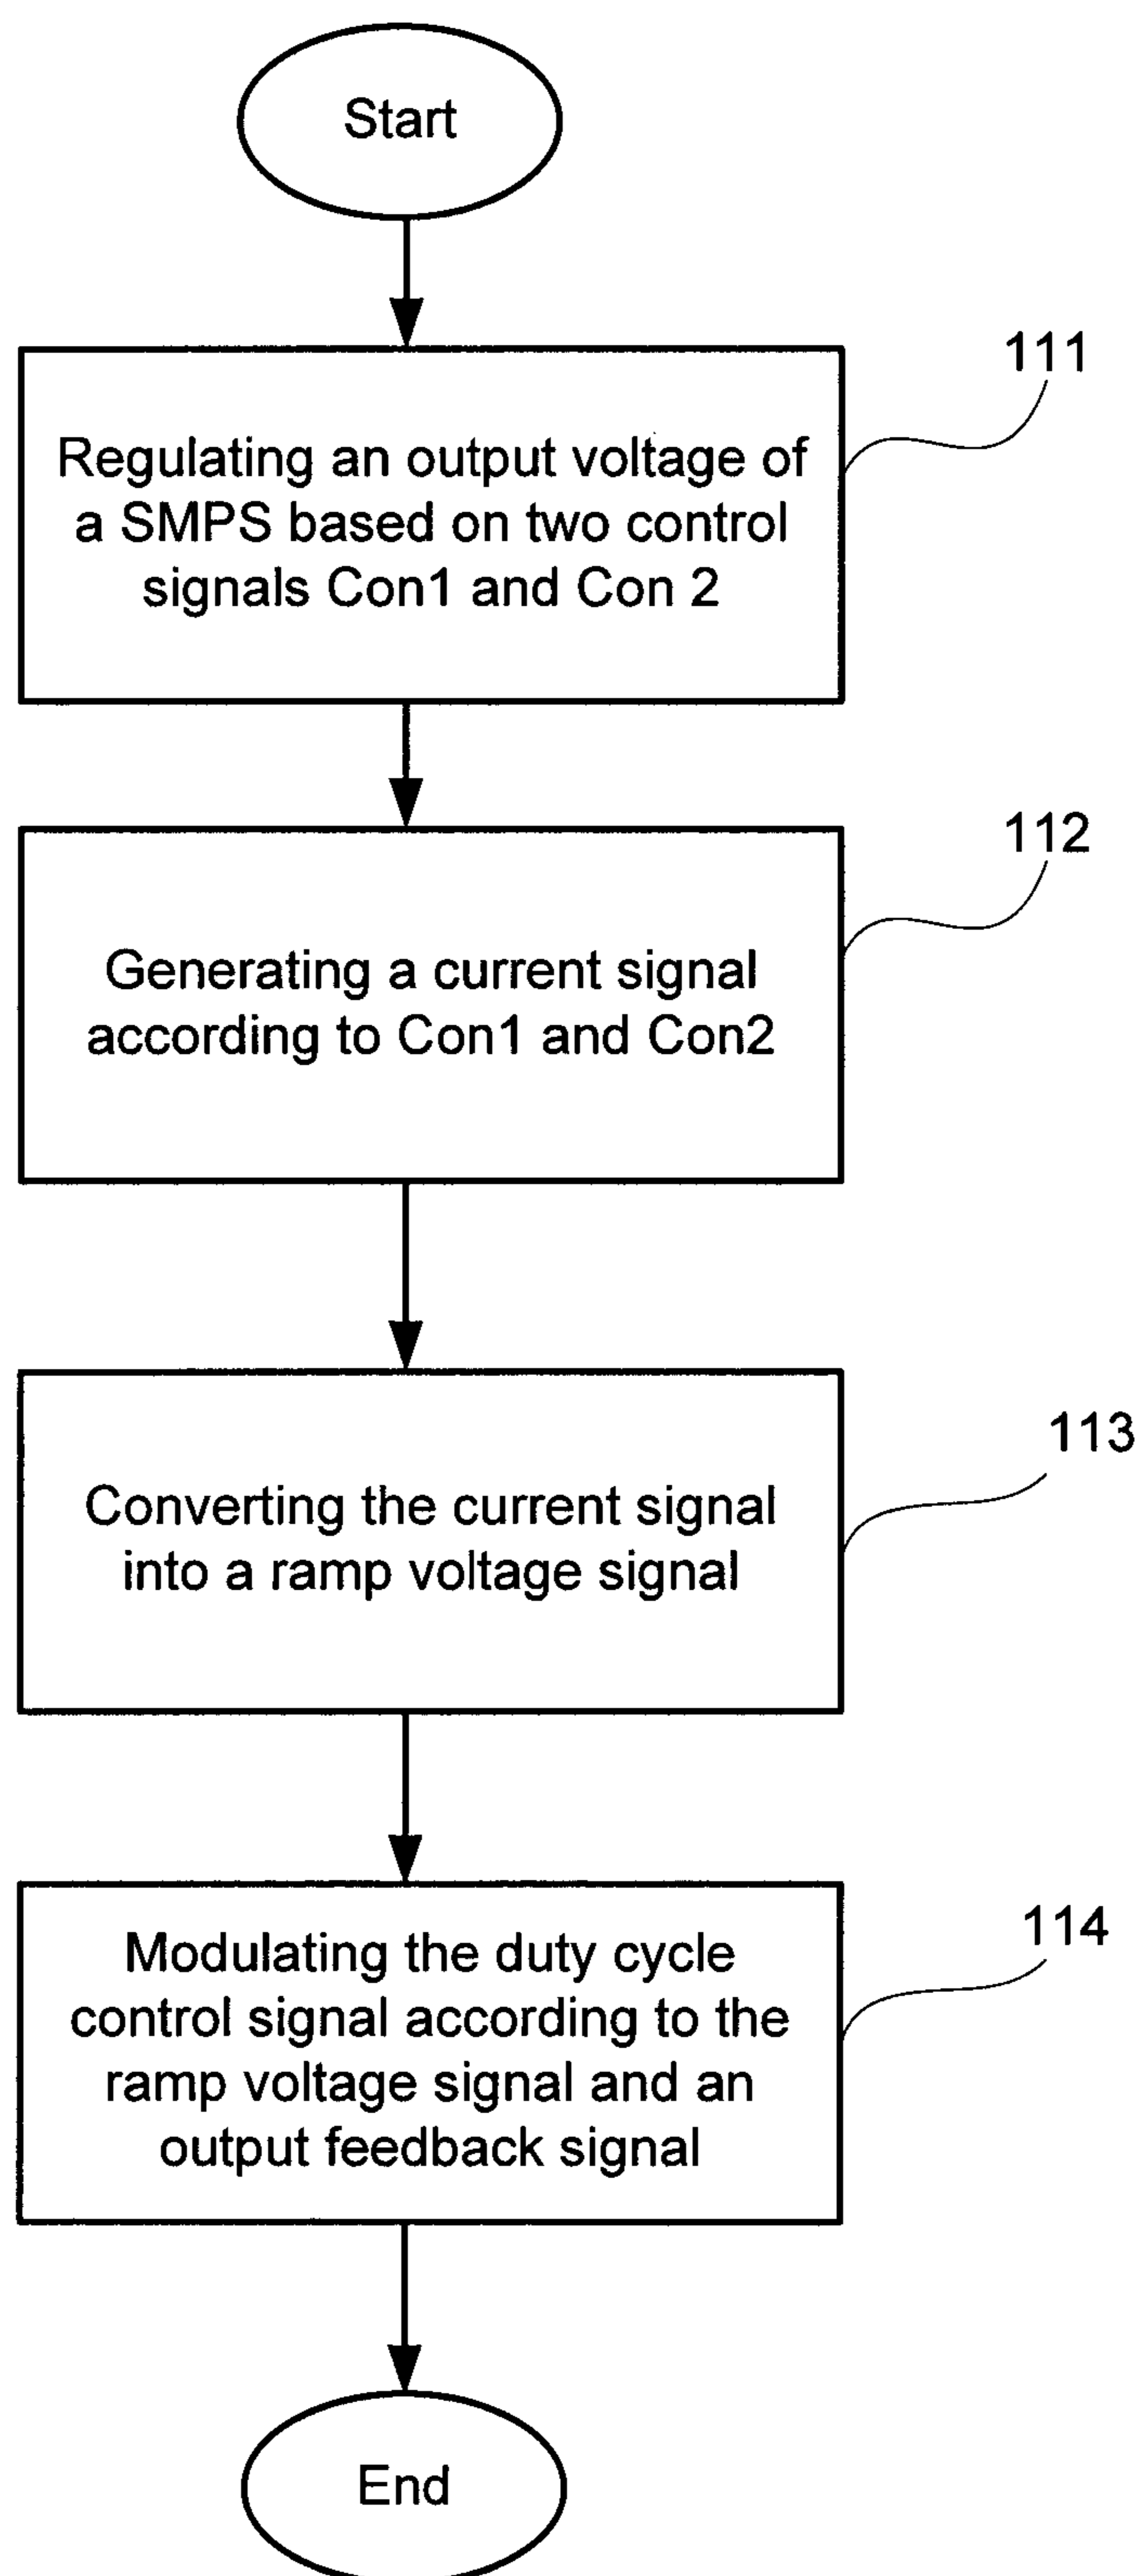 Start
111
Regulating an output voltage of
a SMPS based on two control
signals Con1 and Con 2
112
Generating a current signal
according to Con1 and Con2
113
Converting the current signal
into a ramp voltage signal
114
Modulating the duty cycle
control signal according to the
ramp voltage signal and an
output feedback signal
End